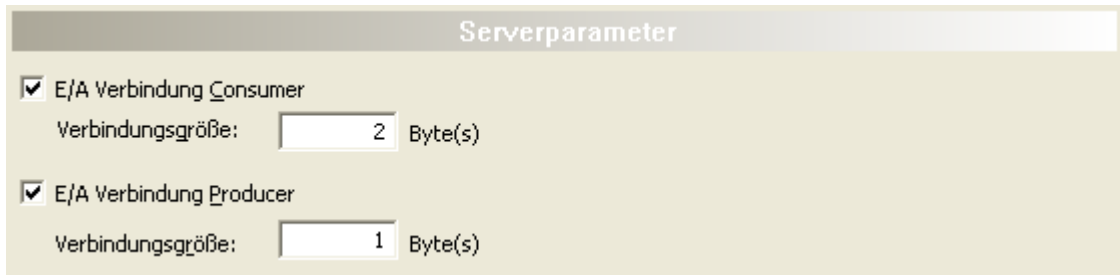 Serverparameter
E/A Verbindung Consumer
Verbindungsgröße: 2 Byte(s)
E/A Verbindung Producer
Verbindungsgröße: 1 Byte(s)